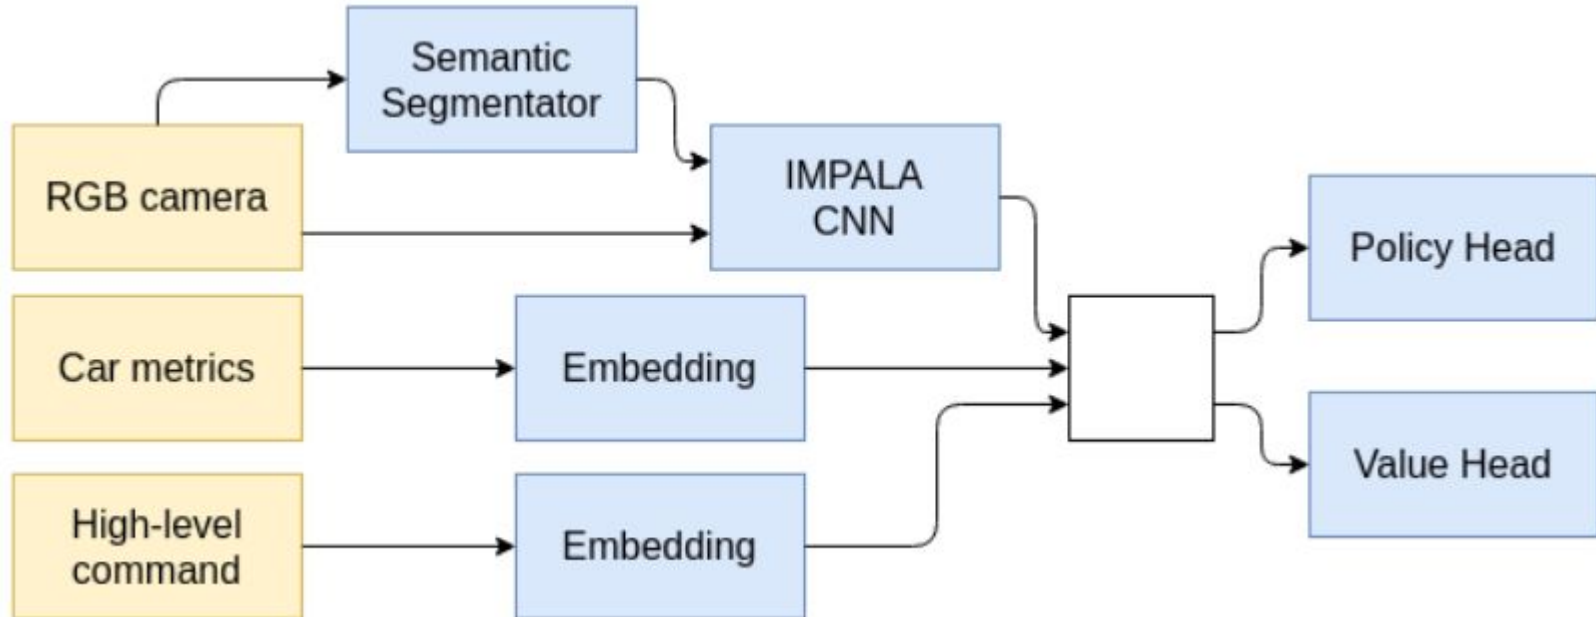 Semantic
Segmentator
RGB camera
IMPALA
CNN
Policy Head
Car metrics
Embedding
Value Head
High-level
command
Embedding